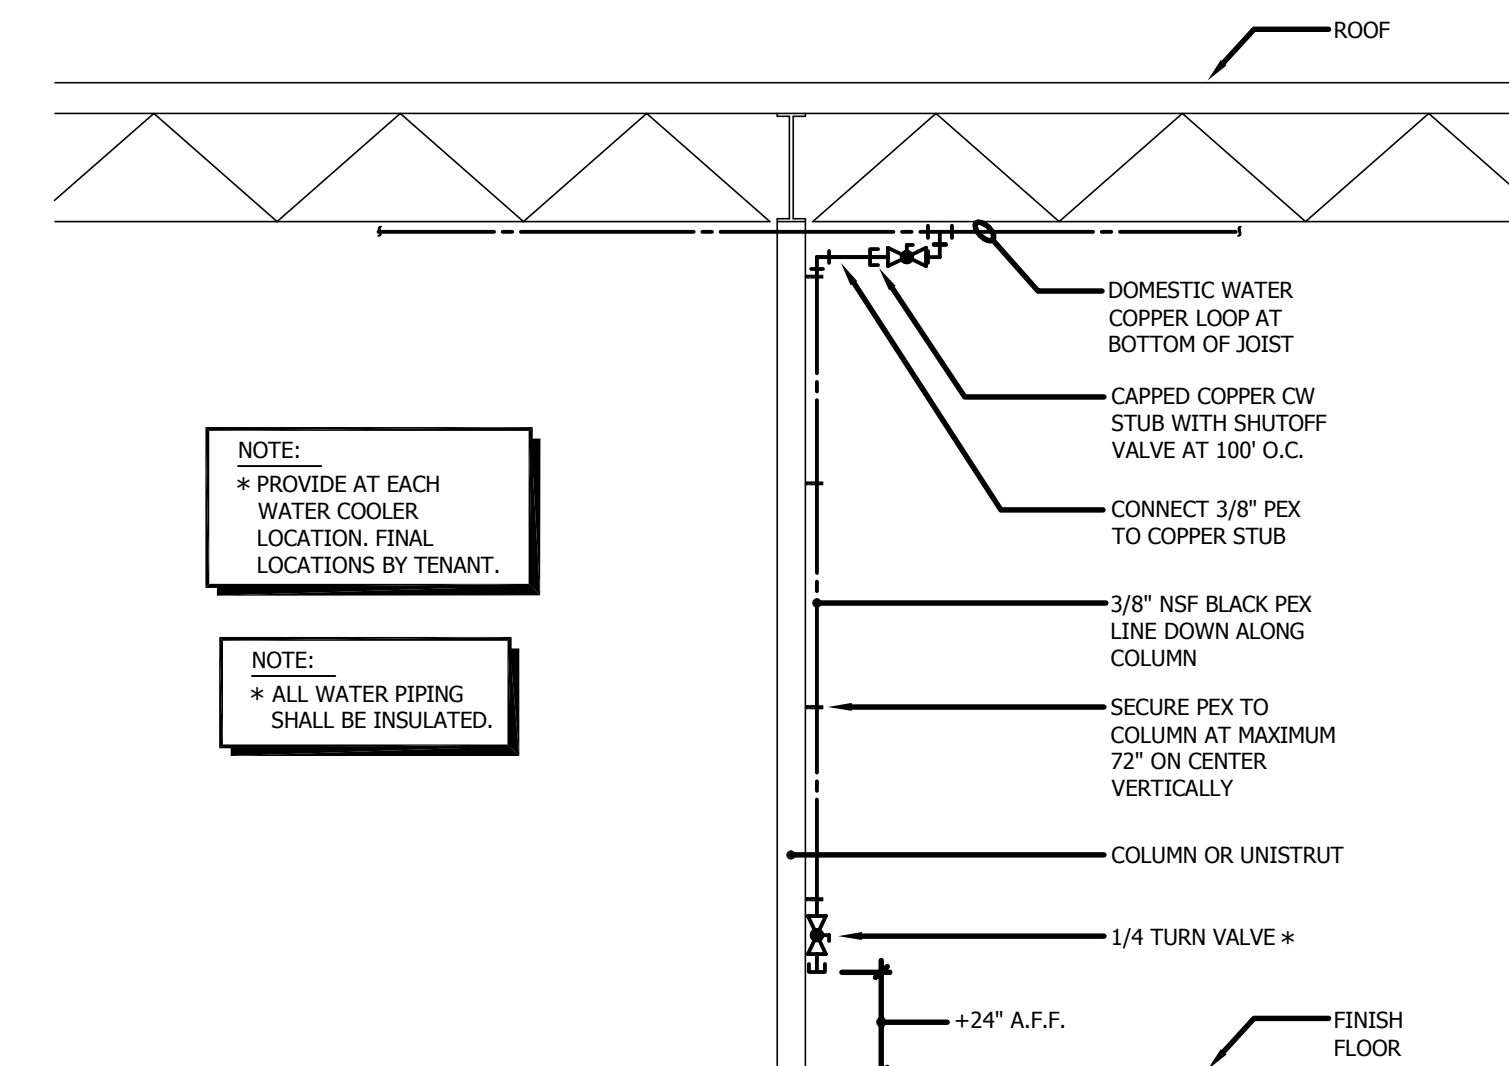 ROOF
DOMESTIC WATER
COPPER LOOP AT
BOTTOM OF JOIST
CAPPED COPPER CW
STUB WITH SHUTOFF
VALVE AT 100' O.C.
NOTE:
* PROVIDE AT EACH
WATER COOLER
LOCATION. FINAL
LOCATIONS BY TENANT.
CONNECT 3/8" PEX
TO COPPER STUB
3/8" NSF BLACK PEX
LINE DOWN ALONG
COLUMN
NOTE:
* ALL WATER PIPING
SHALL BE INSULATED.
SECURE PEX TO
COLUMN AT MAXIMUM
72" ON CENTER
VERTICALLY
COLUMN OR UNISTRUT
1/4 TURN VALVE *
+24" A.F.F.
FINISH
FLOOR